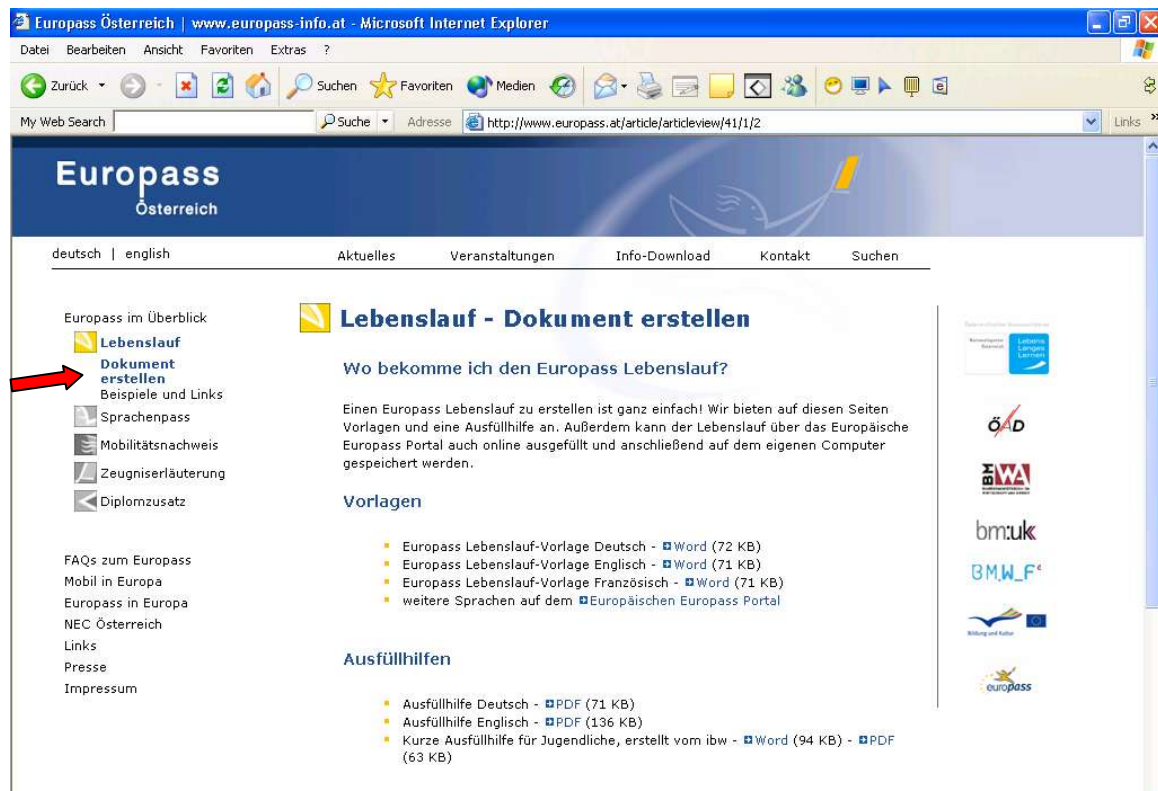 Europass Österreich | www.europass-info.at - Microsoft Internet Explorer
Datei Bearbeiten Ansicht Favoriten Extras ?
Zurück Suchen Favoriten Medien
My Web Search Suche Adresse http://www.europass.at/article/articleview/41/1/2 Links »
Europass
Österreich
deutsch | english Aktuelles Veranstaltungen Info-Download Kontakt Suchen
Europass im Überblick
Lebenslauf
Dokument
erstellen
Beispiele und Links
Sprachenpass
Mobilitätsnachweis
Zeugniserläuterung
Diplomzusatz
FAQs zum Europass
Mobil in Europa
Europass in Europa
NEC Österreich
Links
Presse
Impressum
Lebenslauf - Dokument erstellen
Wo bekomme ich den Europass Lebenslauf?
Einen Europass Lebenslauf zu erstellen ist ganz einfach! Wir bieten auf diesen Seiten
Vorlagen und eine Ausfüllhilfe an. Außerdem kann der Lebenslauf über das Europäische
Europass Portal auch online ausgefüllt und anschließend auf dem eigenen Computer
gespeichert werden.
Vorlagen
Europass Lebenslauf-Vorlage Deutsch - Word (72 KB)
Europass Lebenslauf-Vorlage Englisch - Word (71 KB)
Europass Lebenslauf-Vorlage Französisch - Word (71 KB)
weitere Sprachen auf dem Europäischen Europass Portal
Ausfüllhilfen
Ausfüllhilfe Deutsch - PDF (71 KB)
Ausfüllhilfe Englisch - PDF (136 KB)
Kurze Ausfüllhilfe für Jugendliche, erstellt vom ibw - Word (94 KB) - PDF
(63 KB)
Lebens
Langes
Lernen
ÖAD
BM
WA
bm:uk
BM.W_Fª
Bildung und Kultur
europass